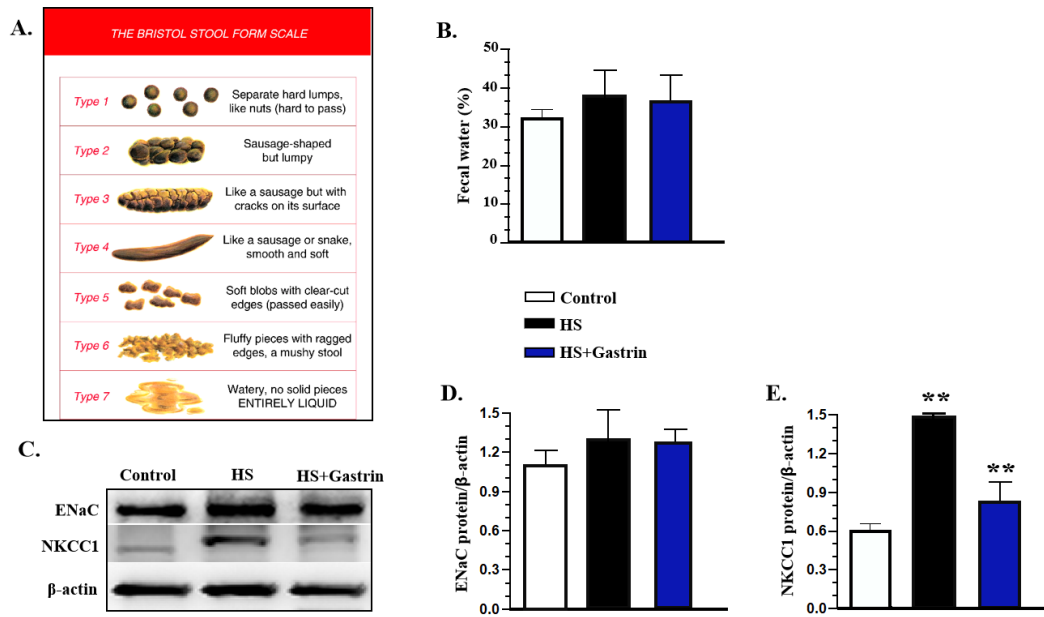 A.
THE BRISTOL STOOL FORM SCALE
Type 1
Separate hard lumps,
like nuts (hard to pass)
Type 2
Sausage-shaped
but lumpy
Type 3
Like a sausage but with
cracks on its surface
Type 4
Like a sausage or snake,
smooth and soft
Type 5
Soft blobs with clear-cut
edges (passed easily)
Type 6
Fluffy pieces with ragged
edges, a mushy stool
Type 7
Watery, no solid pieces
ENTIRELY LIQUID
B.
Fecal water (%)
50
40
30
20
10
0
Control
HS
HS+Gastrin
C.
Control HS HS+Gastrin
ENaC
NKCC1
β-actin
D.
ENaC protein/β-actin
1.5
1.2
0.9
0.6
0.3
0.0
E.
NKCC1 protein/β-actin
1.5
1.2
0.9
0.6
0.3
0.0
**
**